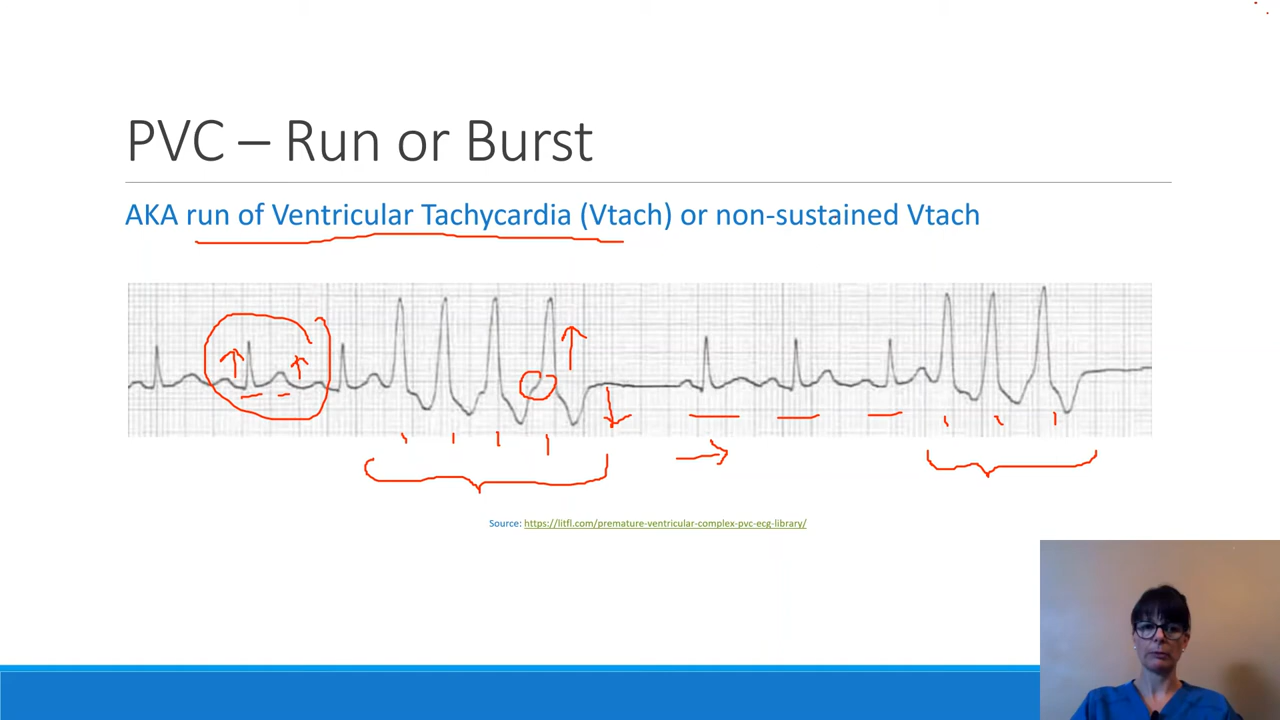 PVC – Run or Burst
AKA run of Ventricular Tachycardia (Vtach) or non-sustained Vtach
Source: https://litfl.com/premature-ventricular-complex-pvc-ecg-library/